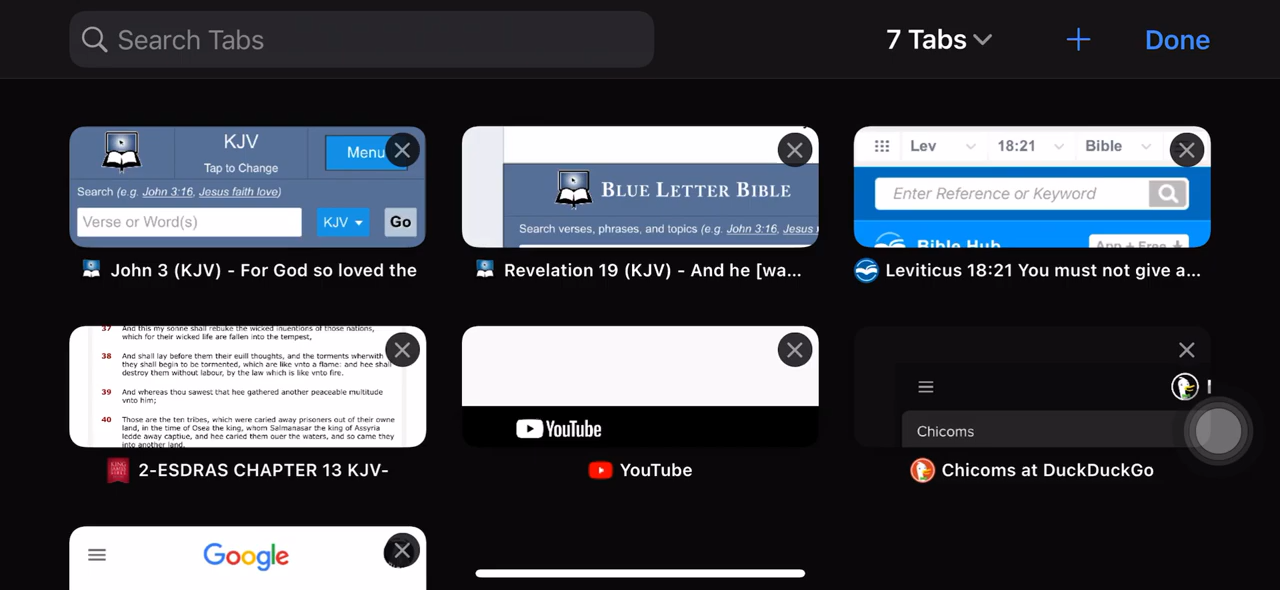 Search Tabs
7 Tabs
Done
KJV
Tap to Change
Menu
Search (e.g. John 3:16, Jesus faith love)
Verse or Word(s)
KJV
Go
John 3 (KJV) - For God so loved the
BLUE LETTER BIBLE
Search verses, phrases, and topics (e.g. John 3:16, Jesus
Revelation 19 (KJV) - And he [wa...
Lev
18:21
Bible
Enter Reference or Keyword
Bible Hub
App + Free
Leviticus 18:21 You must not give a...
37 And this my sonne shall rebuke the wicked inuentions of those nations,
which for their wicked life are fallen into the tempest,
38 And shall lay before them their euill thoughts, and the torments wherwith
they shall begin to be tormented, which are like vnto a flame: and hee shall
destroy them without labour, by the law which is like vnto fire.
39 And whereas thou sawest that hee gathered another peaceable multitude
vnto him;
40 Those are the ten tribes, which were caried away prisoners out of their owne
land, in the time of Osea the king, whom Salmanasar the king of Assyria
ledde away captiue, and hee caried them ouer the waters, and so came they
into another land.
2-ESDRAS CHAPTER 13 KJV-
YouTube
YouTube
Chicoms
Chicoms at DuckDuckGo
Google